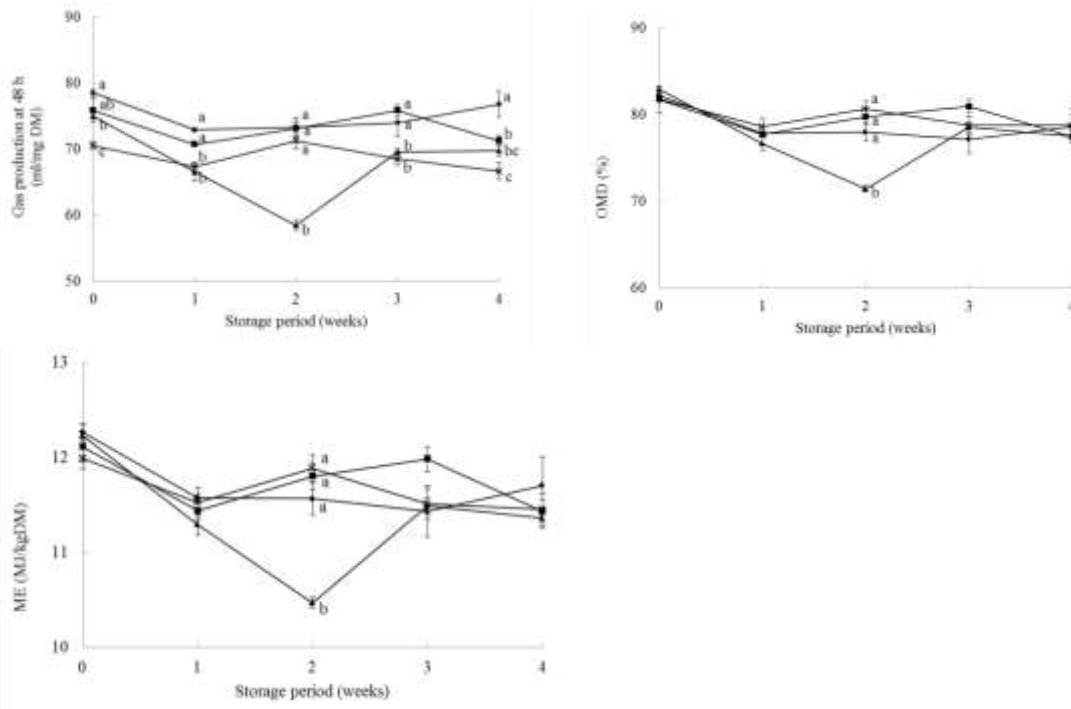 90
80
70
60
50
Gas production at 48 h
(ml/mg DM)
a
ab
b
c
a
a
b
b
a
a
a
b
a
a
b
b
a
b
bc
c
0 1 2 3 4
Storage period (weeks)
90
80
70
60
OMD (%)
a
a
a
b
0 1 2 3 4
Storage period (weeks)
13
12
11
10
ME (MJ/kgDM)
a
a
a
b
0 1 2 3 4
Storage period (weeks)